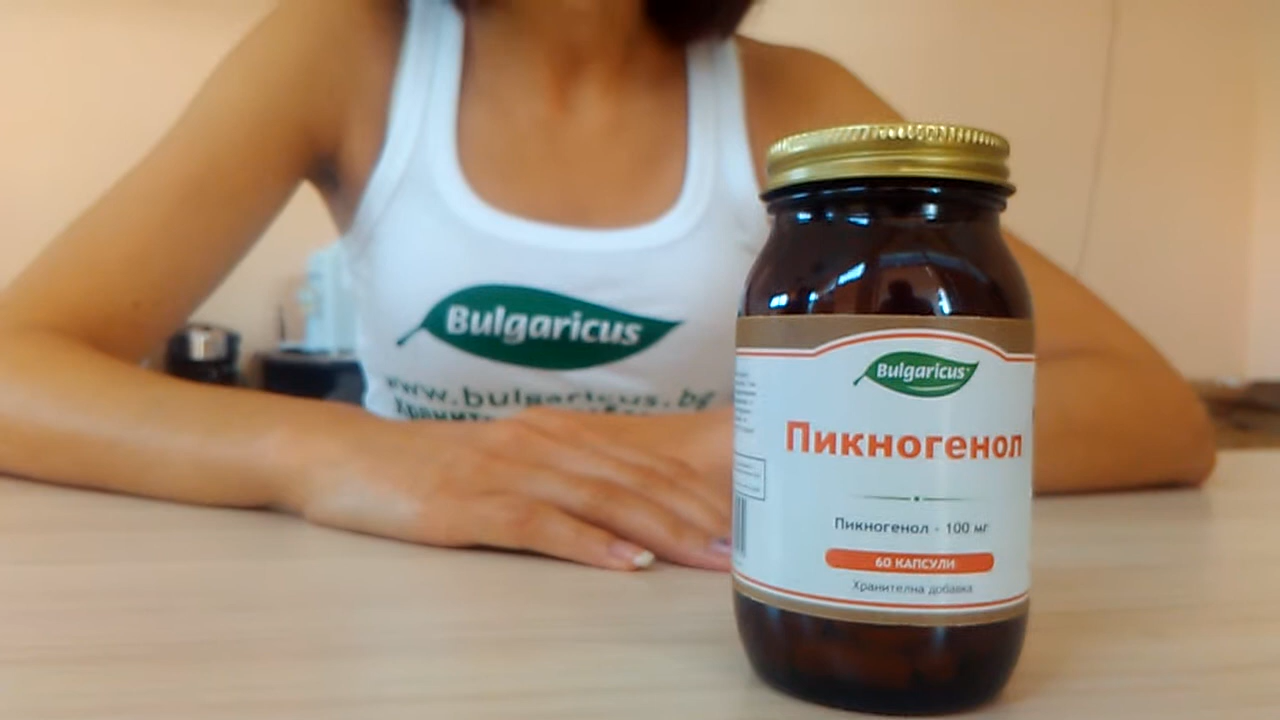 Bulgaricus
www.bulgaricus.bg
Bulgaricus
Пикногенол
Пикногенол - 100 мг
60 КАПСУЛИ
Хранителна добавка